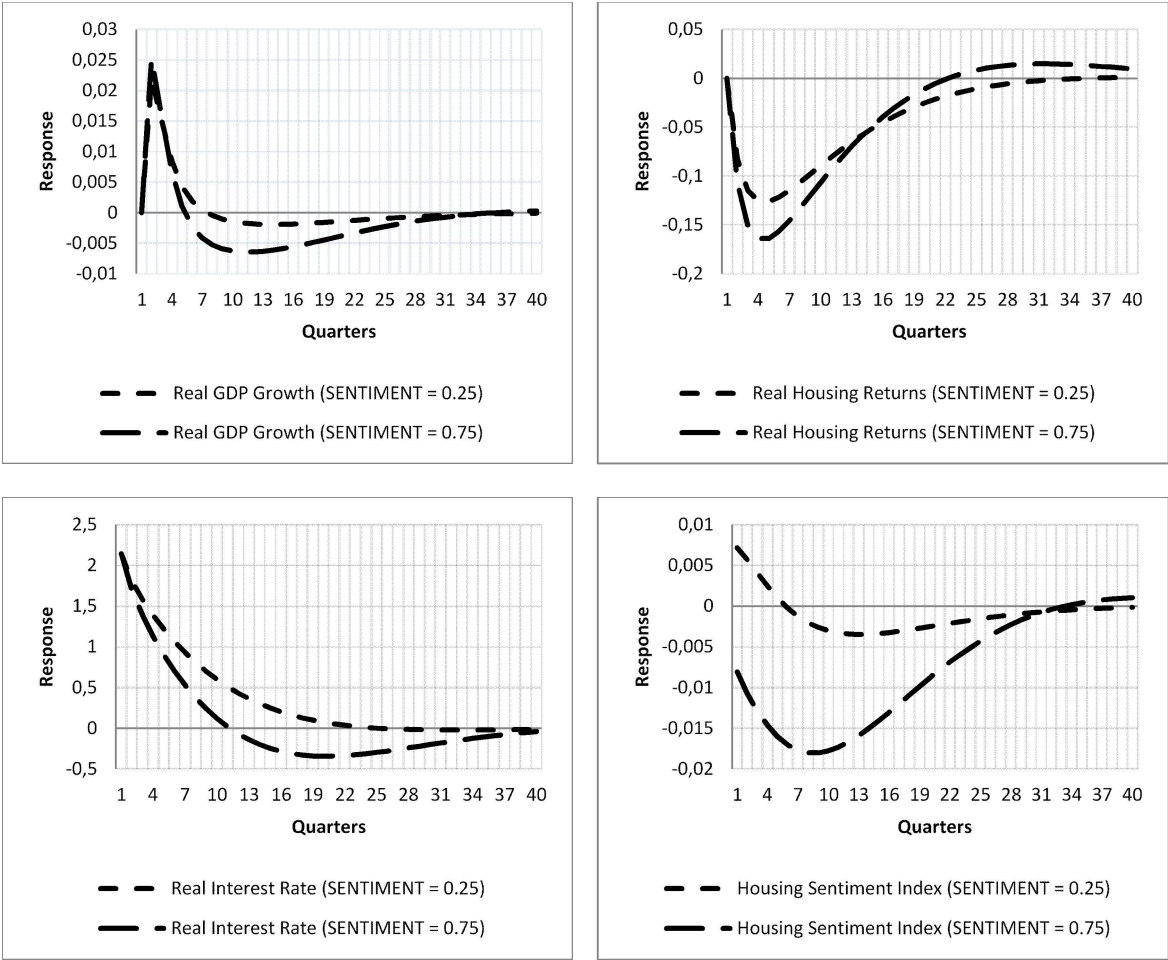 0,03
0,025
0,02
0,015
0,01
0,005
0
-0,005
-0,01
Response
1 4 7 10 13 16 19 22 25 28 31 34 37 40
Quarters
Real GDP Growth (SENTIMENT = 0.25)
Real GDP Growth (SENTIMENT = 0.75)
0,05
0
-0,05
-0,1
-0,15
-0,2
Response
1 4 7 10 13 16 19 22 25 28 31 34 37 40
Quarters
Real Housing Returns (SENTIMENT = 0.25)
Real Housing Returns (SENTIMENT = 0.75)
2,5
2
1,5
1
0,5
0
-0,5
Response
1 4 7 10 13 16 19 22 25 28 31 34 37 40
Quarters
Real Interest Rate (SENTIMENT = 0.25)
Real Interest Rate (SENTIMENT = 0.75)
0,01
0,005
0
-0,005
-0,01
-0,015
-0,02
Response
1 4 7 10 13 16 19 22 25 28 31 34 37 40
Quarters
Housing Sentiment Index (SENTIMENT = 0.25)
Housing Sentiment Index (SENTIMENT = 0.75)